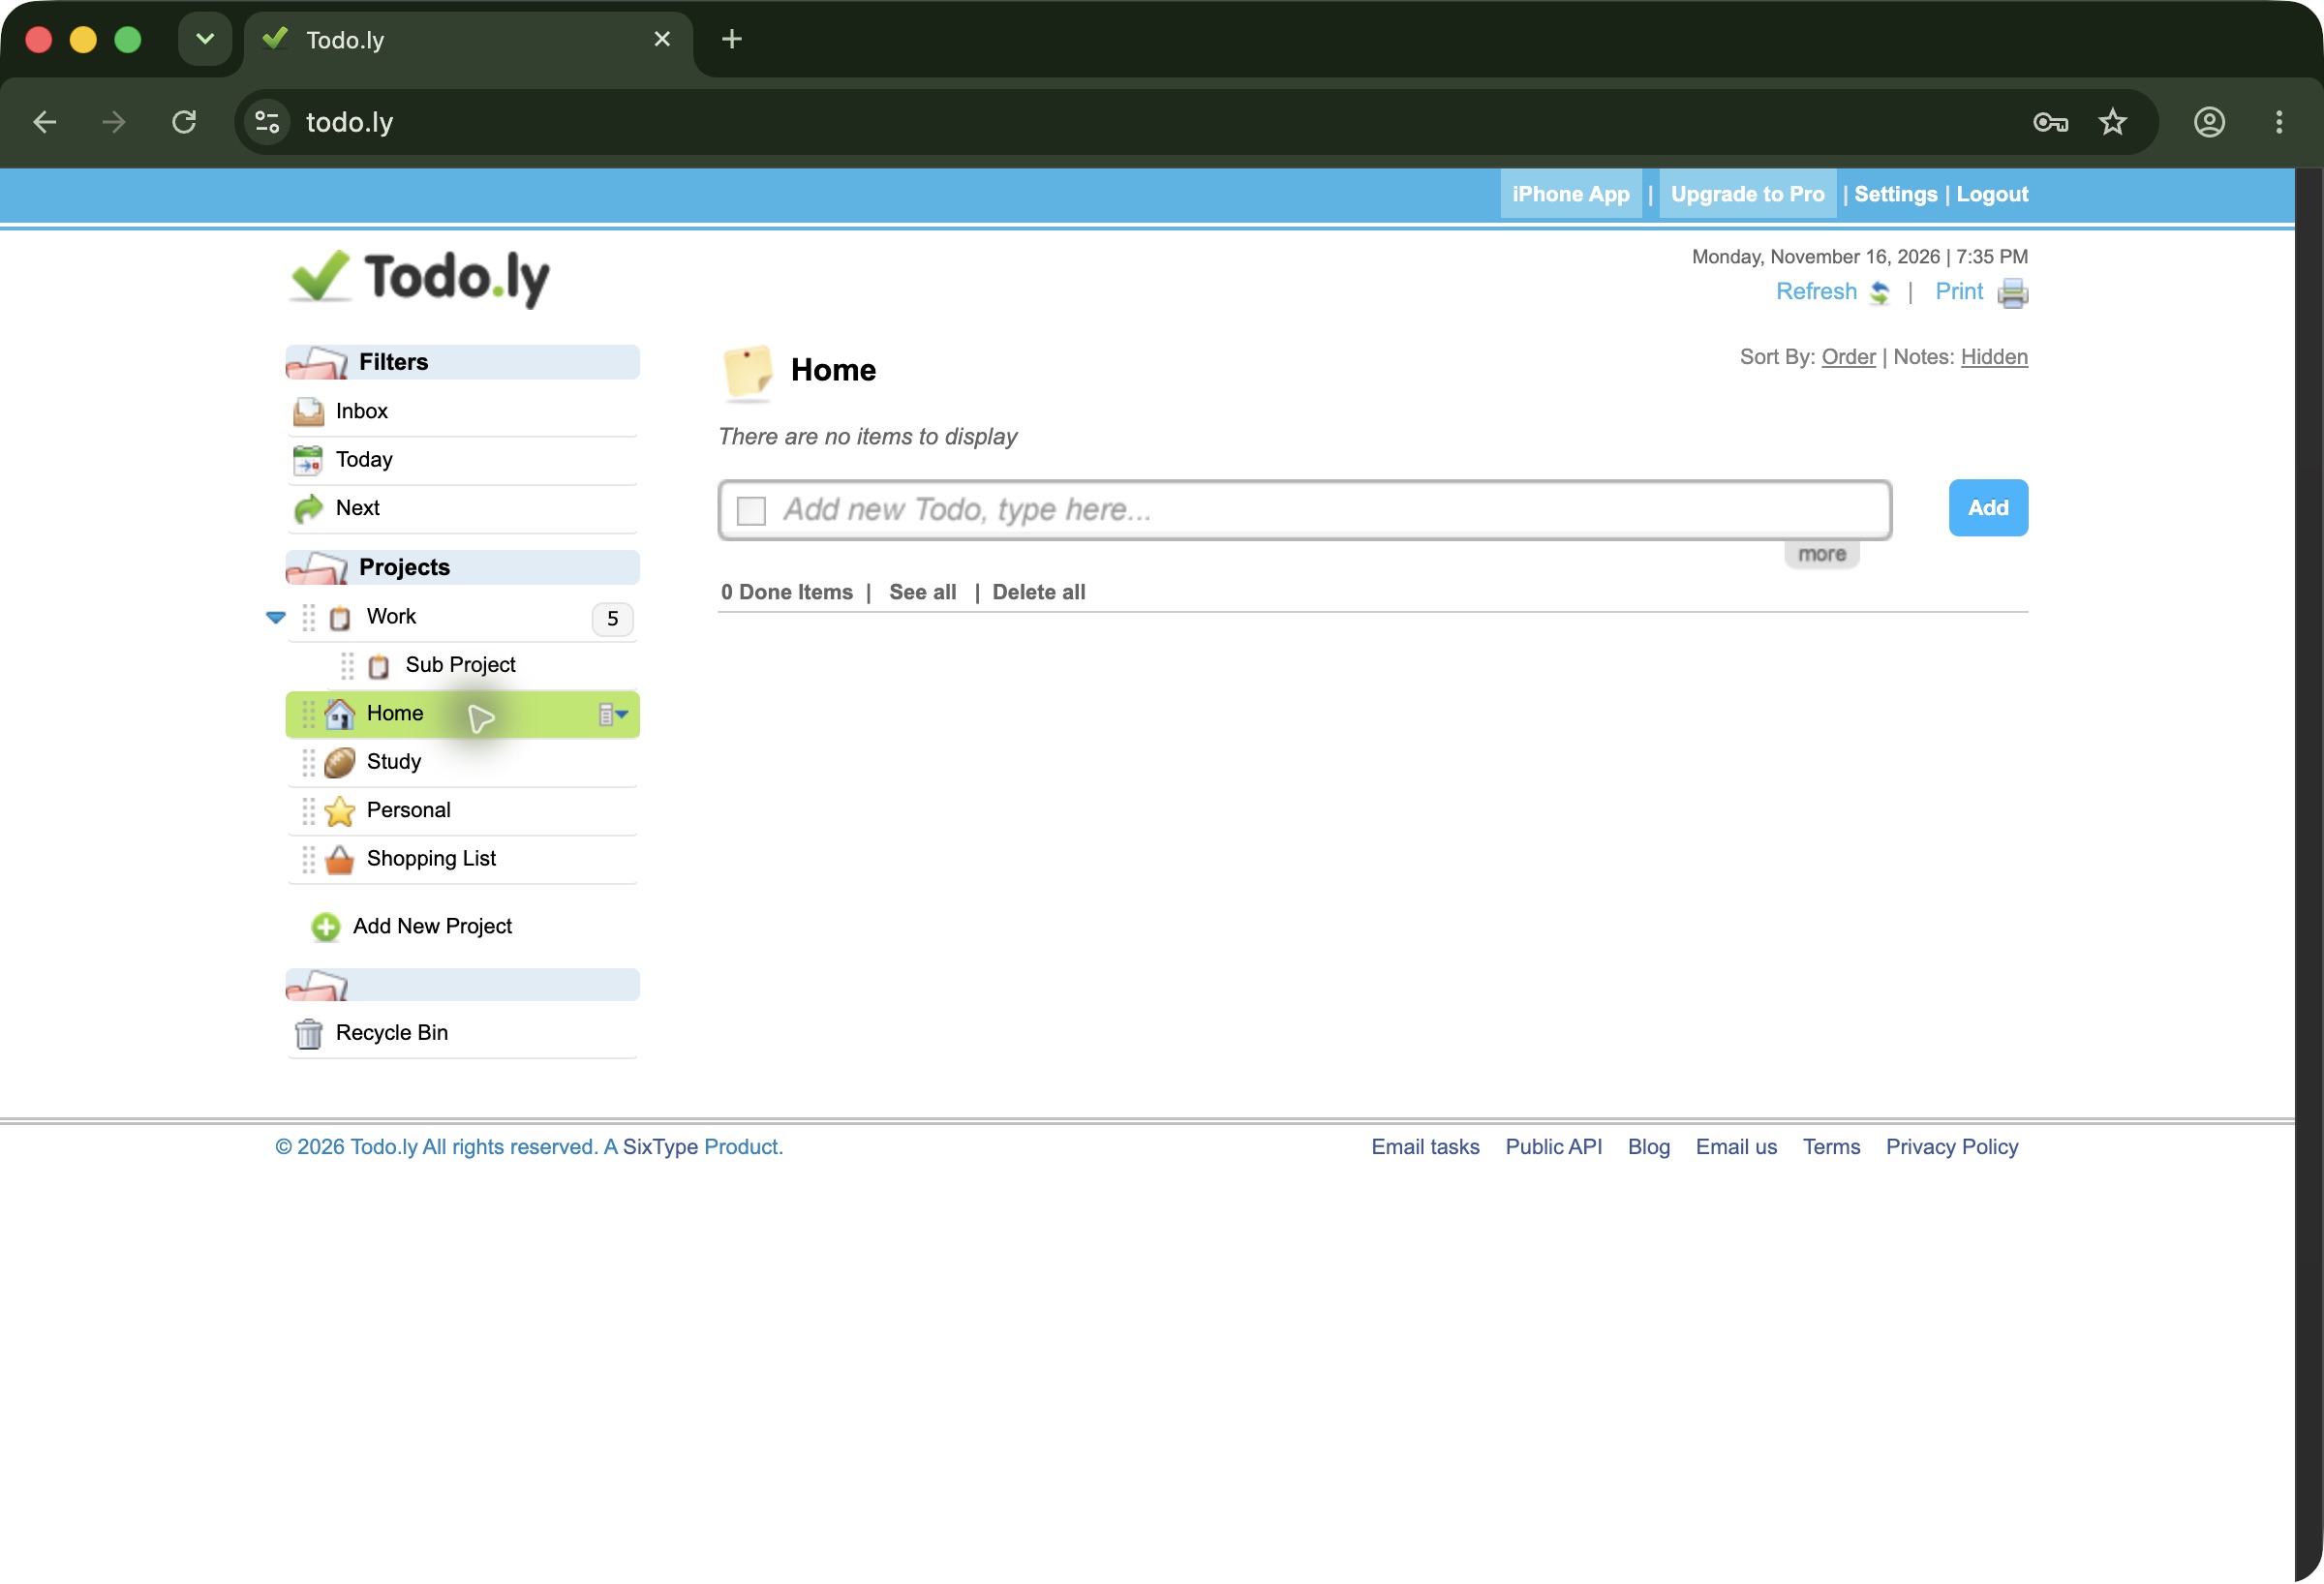 Todo.ly
todo.ly
iPhone App | Upgrade to Pro | Settings | Logout
Todo.ly
Monday, November 16, 2026 | 7:35 PM
Refresh | Print
Filters
Inbox
Today
Next
Projects
Work 5
Sub Project
Home
Study
Personal
Shopping List
Add New Project
Recycle Bin
Home
Sort By: Order | Notes: Hidden
There are no items to display
Add new Todo, type here...
Add
more
0 Done Items | See all | Delete all
© 2026 Todo.ly All rights reserved. A SixType Product.
Email tasks Public API Blog Email us Terms Privacy Policy